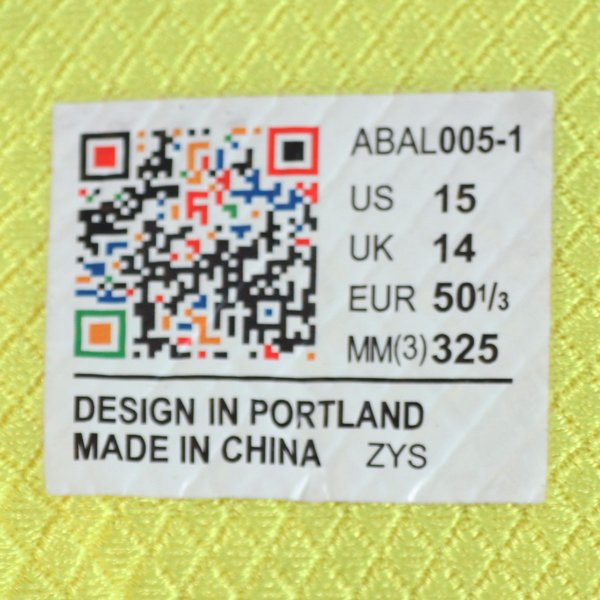 ABAL005-1
US 15
UK 14
EUR 50 1/3
MM(3) 325
DESIGN IN PORTLAND
MADE IN CHINA ZYS